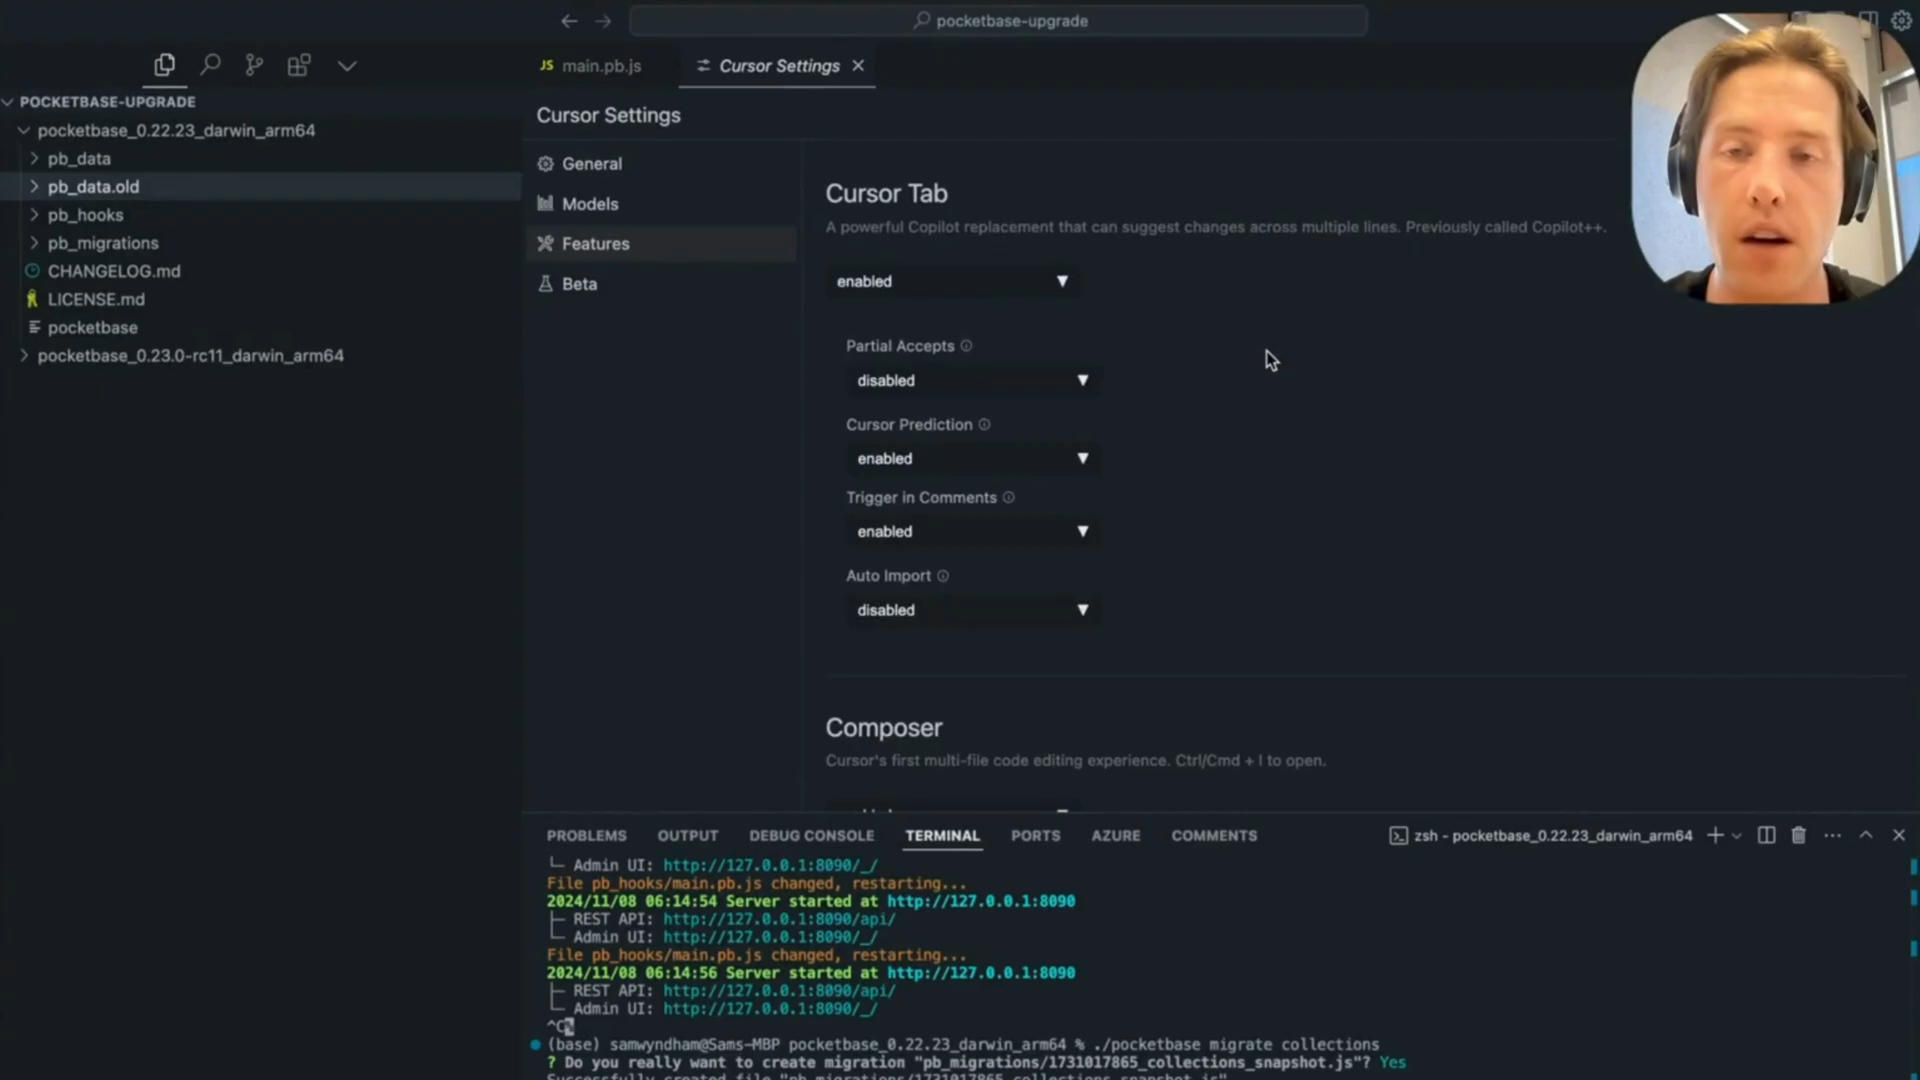 pocketbase-upgrade
JS main.pb.js
Cursor Settings
POCKETBASE-UPGRADE
pocketbase_0.22.23_darwin_arm64
pb_data
pb_data.old
pb_hooks
pb_migrations
CHANGELOG.md
LICENSE.md
pocketbase
pocketbase_0.23.0-rc11_darwin_arm64
Cursor Settings
General
Models
Features
Beta
Cursor Tab
A powerful Copilot replacement that can suggest changes across multiple lines. Previously called Copilot++.
enabled
Partial Accepts
disabled
Cursor Prediction
enabled
Trigger in Comments
enabled
Auto Import
disabled
Composer
Cursor's first multi-file code editing experience. Ctrl/Cmd + I to open.
PROBLEMS OUTPUT DEBUG CONSOLE TERMINAL PORTS AZURE COMMENTS
zsh - pocketbase_0.22.23_darwin_arm64
└─ Admin UI: http://127.0.0.1:8090/_/
File pb_hooks/main.pb.js changed, restarting...
2024/11/08 06:14:54 Server started at http://127.0.0.1:8090
├─ REST API: http://127.0.0.1:8090/api/
└─ Admin UI: http://127.0.0.1:8090/_/
File pb_hooks/main.pb.js changed, restarting...
2024/11/08 06:14:56 Server started at http://127.0.0.1:8090
├─ REST API: http://127.0.0.1:8090/api/
└─ Admin UI: http://127.0.0.1:8090/_/
^C%
(base) samwyndham@Sams-MBP pocketbase_0.22.23_darwin_arm64 % ./pocketbase migrate collections
? Do you really want to create migration "pb_migrations/1731017865_collections_snapshot.js"? Yes
Successfully created file "pb_migrations/1731017865_collections_snapshot.js"